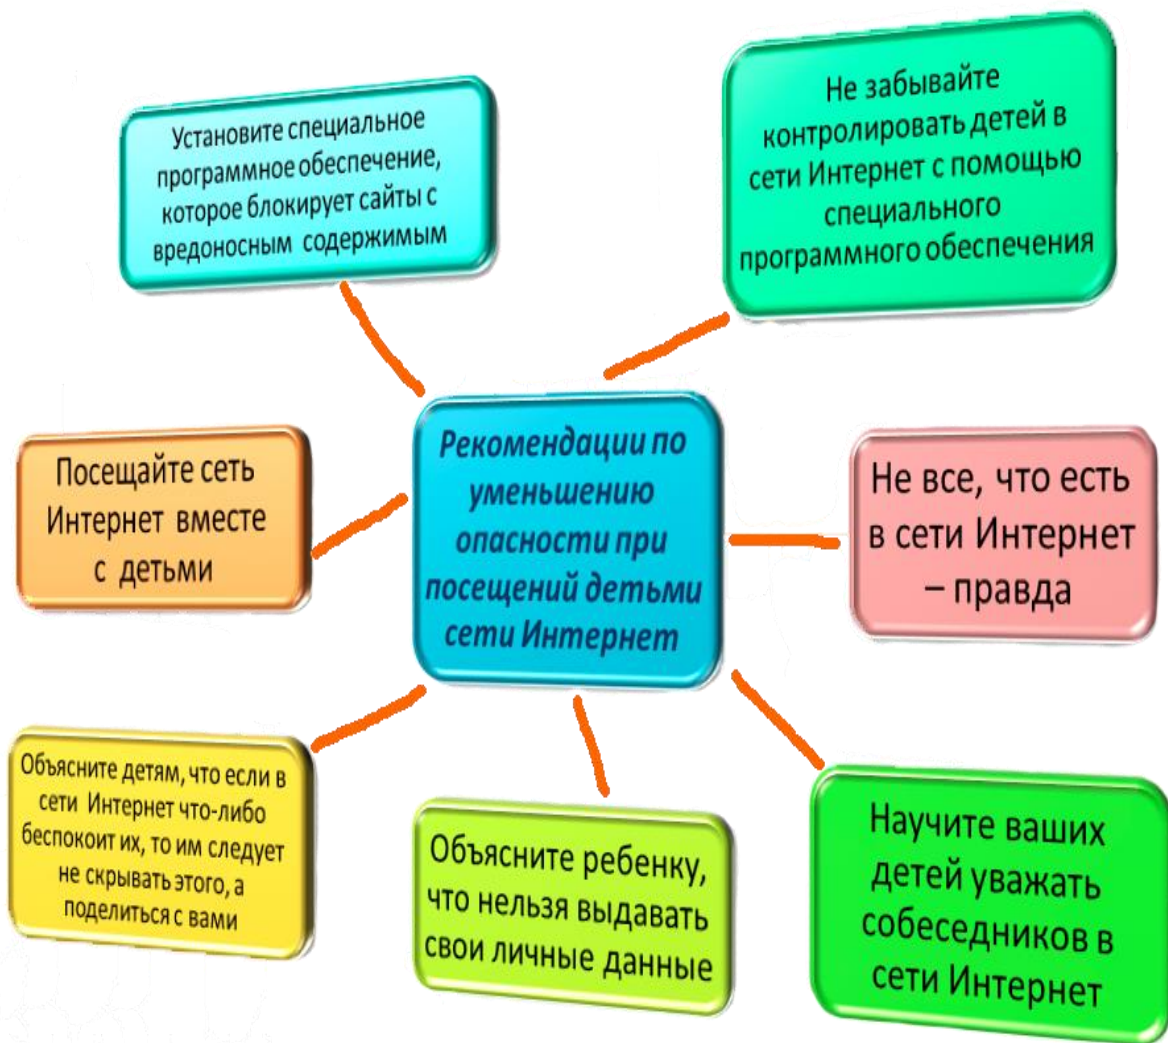 Установите специальное
программное обеспечение,
которое блокирует сайты с
вредоносным содержимым
Не забывайте
контролировать детей в
сети Интернет с помощью
специального
программного обеспечения
Посещайте сеть
Интернет вместе
с детьми
Рекомендации по
уменьшению
опасности при
посещений детьми
сети Интернет
Не все, что есть
в сети Интернет
– правда
Объясните детям, что если в
сети Интернет что-либо
беспокоит их, то им следует
не скрывать этого, а
поделиться с вами
Объясните ребенку,
что нельзя выдавать
свои личные данные
Научите ваших
детей уважать
собеседников в
сети Интернет